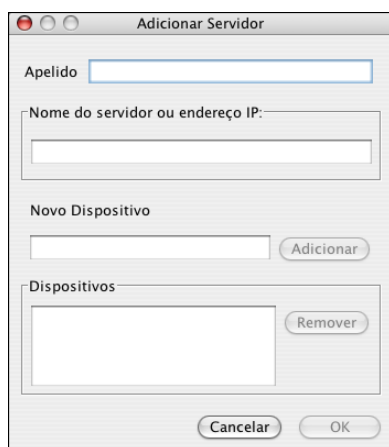 Adicionar Servidor
Apelido
Nome do servidor ou endereço IP:
Novo Dispositivo
Adicionar
Dispositivos
Remover
Cancelar OK